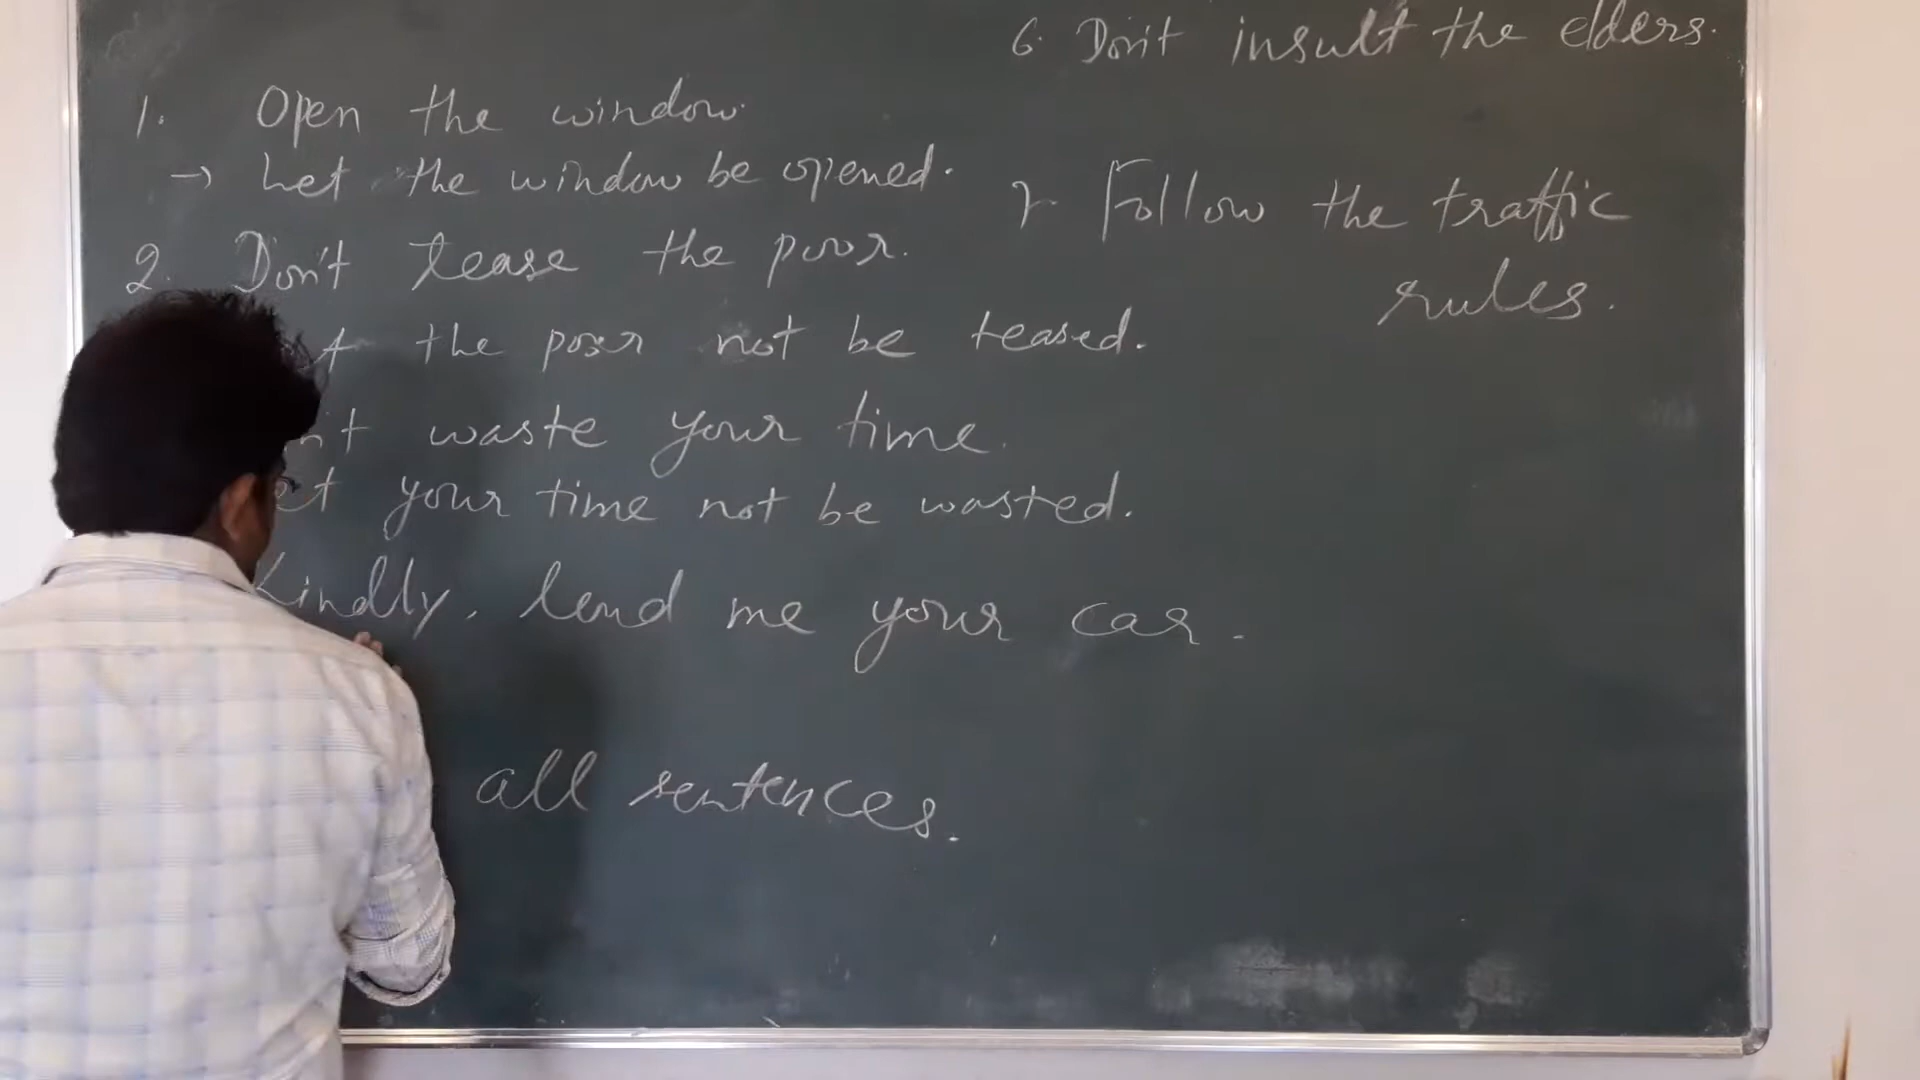 1. Open the window.
→ Let the window be opened.
2. Don't tease the poor.
the poor not be teased.
waste your time.
your time not be wasted.
Kindly, lend me your car.
all sentences.
6. Don't insult the elders.
7. Follow the traffic
rules.